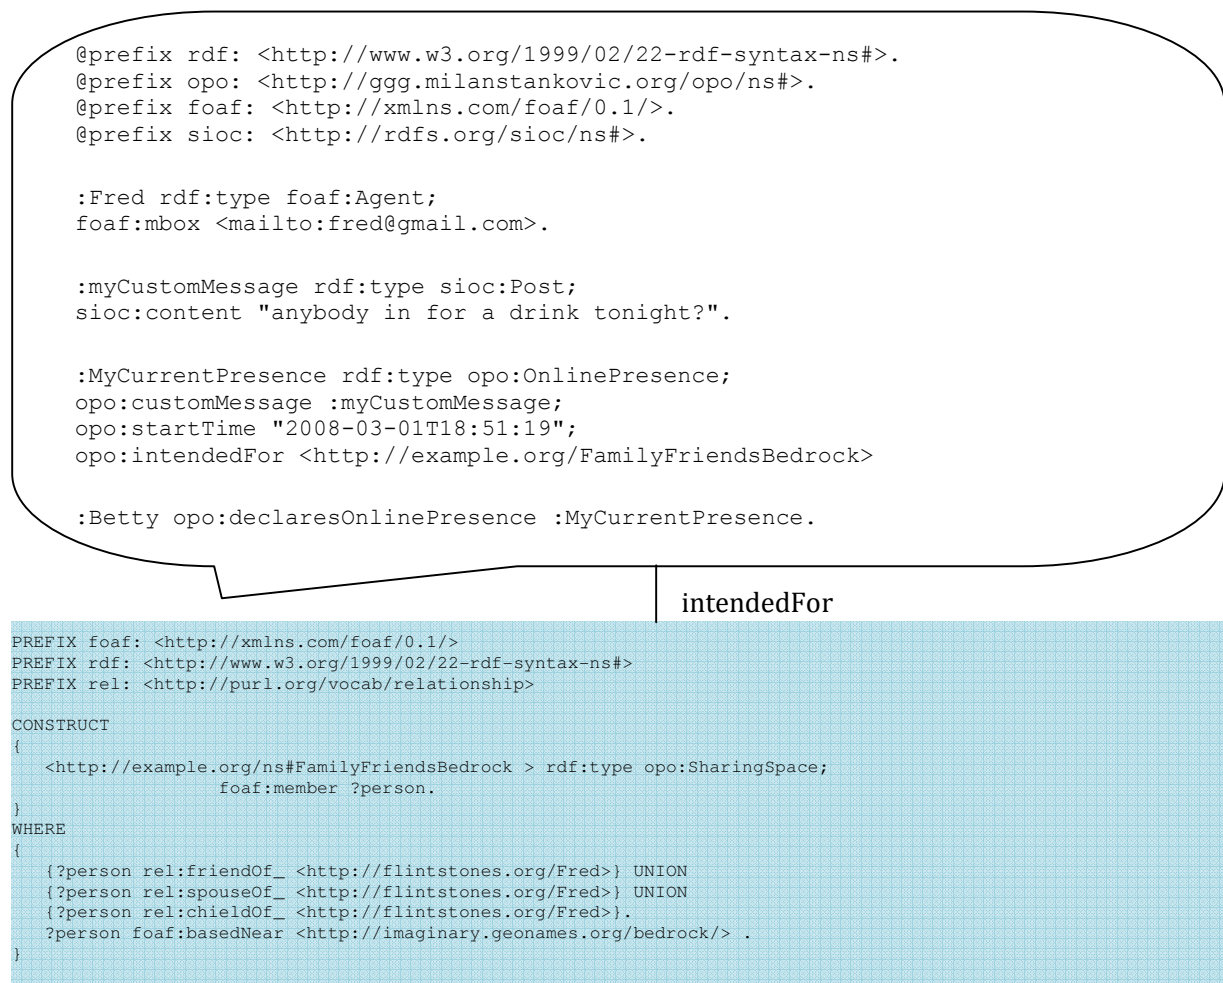 @prefix rdf: <http://www.w3.org/1999/02/22-rdf-syntax-ns#>.
@prefix opo: <http://ggg.milanstankovic.org/opo/ns#>.
@prefix foaf: <http://xmlns.com/foaf/0.1/>.
@prefix sioc: <http://rdfs.org/sioc/ns#>.
:Fred rdf:type foaf:Agent;
foaf:mbox <mailto:fred@gmail.com>.
:myCustomMessage rdf:type sioc:Post;
sioc:content "anybody in for a drink tonight?".
:MyCurrentPresence rdf:type opo:OnlinePresence;
opo:customMessage :myCustomMessage;
opo:startTime "2008-03-01T18:51:19";
opo:intendedFor <http://example.org/FamilyFriendsBedrock>
:Betty opo:declaresOnlinePresence :MyCurrentPresence.
intendedFor
PREFIX foaf: <http://xmlns.com/foaf/0.1/>
PREFIX rdf: <http://www.w3.org/1999/02/22-rdf-syntax-ns#>
PREFIX rel: <http://purl.org/vocab/relationship>
CONSTRUCT
{
<http://example.org/ns#FamilyFriendsBedrock > rdf:type opo:SharingSpace;
foaf:member ?person.
}
WHERE
{
{?person rel:friendOf_ <http://flintstones.org/Fred>} UNION
{?person rel:spouseOf_ <http://flintstones.org/Fred>} UNION
{?person rel:chieldOf_ <http://flintstones.org/Fred>}.
?person foaf:basedNear <http://imaginary.geonames.org/bedrock/> .
}